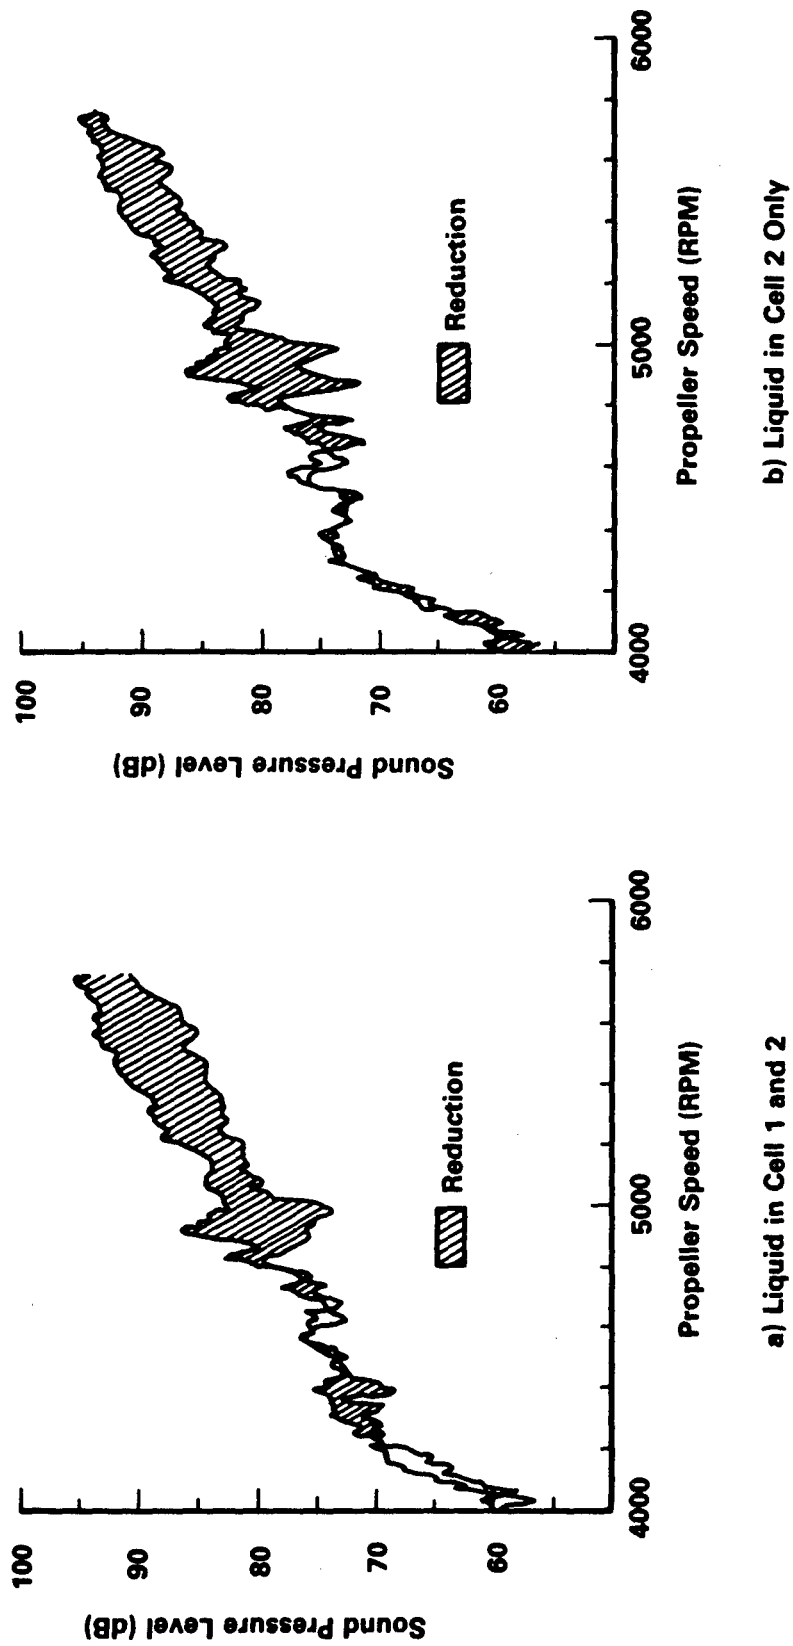 Sound Pressure Level (dB)
100
90
80
70
60
4000
5000
6000
Reduction
Propeller Speed (RPM)
a) Liquid in Cell 1 and 2
Sound Pressure Level (dB)
100
90
80
70
60
4000
5000
6000
Reduction
Propeller Speed (RPM)
b) Liquid in Cell 2 Only